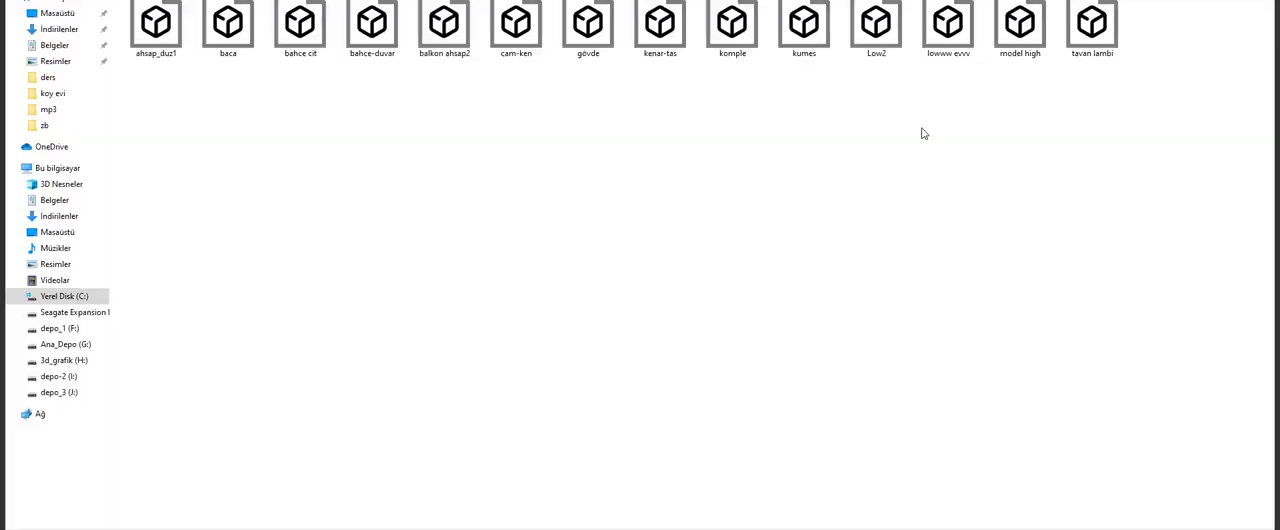 Masaüstü
İndirilenler
Belgeler
Resimler
ders
koy evi
mp3
zb
OneDrive
Bu bilgisayar
3D Nesneler
Belgeler
İndirilenler
Masaüstü
Müzikler
Resimler
Videolar
Yerel Disk (C:)
Seagate Expansion
depo_1 (F:)
Ana_Depo (G:)
3d_grafik (H:)
depo-2 (I:)
depo_3 (J:)
Ağ
ahsap_duz1
baca
bahce cit
bahce-duvar
balkon ahsap2
cam-ken
gövde
kenar-tas
komple
kumes
Low2
lowww evvv
model high
tavan lambi